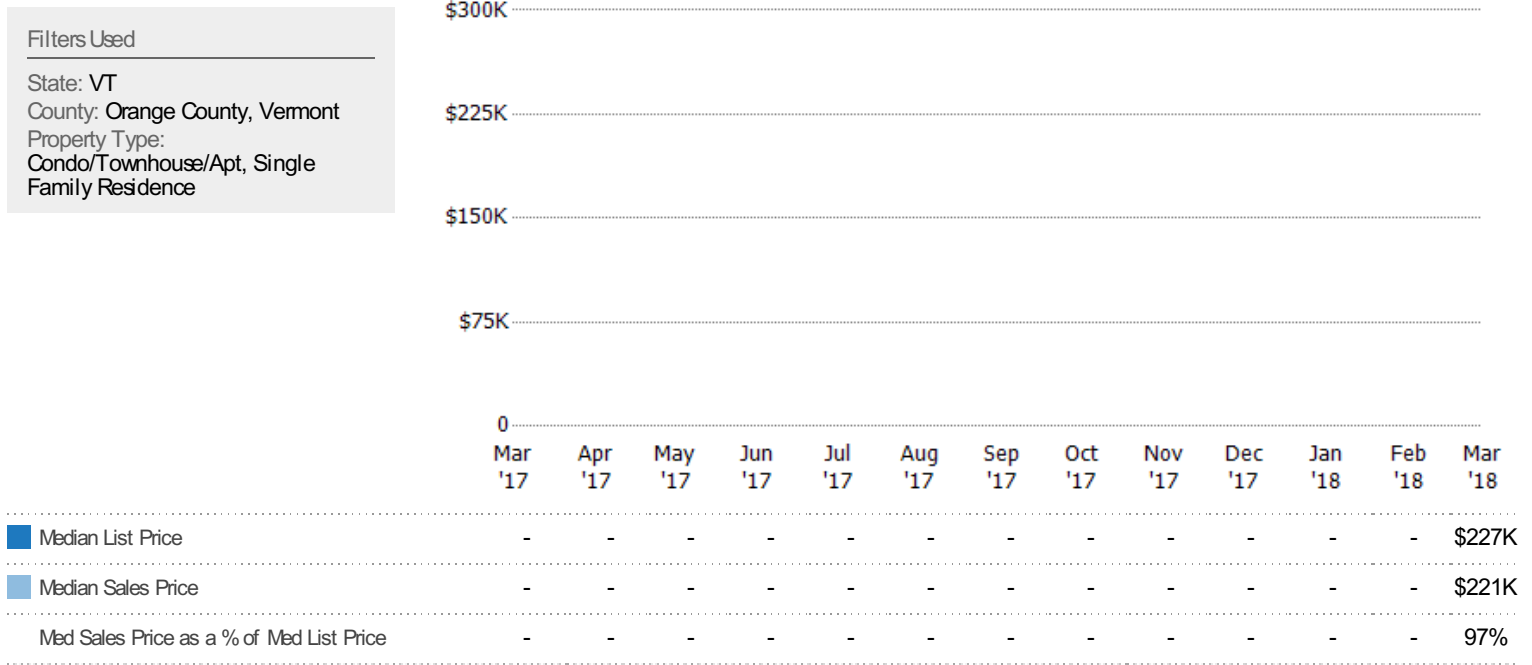 Filters Used
State: VT
County: Orange County, Vermont
Property Type:
Condo/Townhouse/Apt, Single
Family Residence
$300K
$225K
$150K
$75K
0
Mar Apr May Jun Jul Aug Sep Oct Nov Dec Jan Feb Mar
'17 '17 '17 '17 '17 '17 '17 '17 '17 '17 '18 '18 '18
Median List Price - - - - - - - - - - - - $227K
Median Sales Price - - - - - - - - - - - - $221K
Med Sales Price as a % of Med List Price - - - - - - - - - - - - 97%